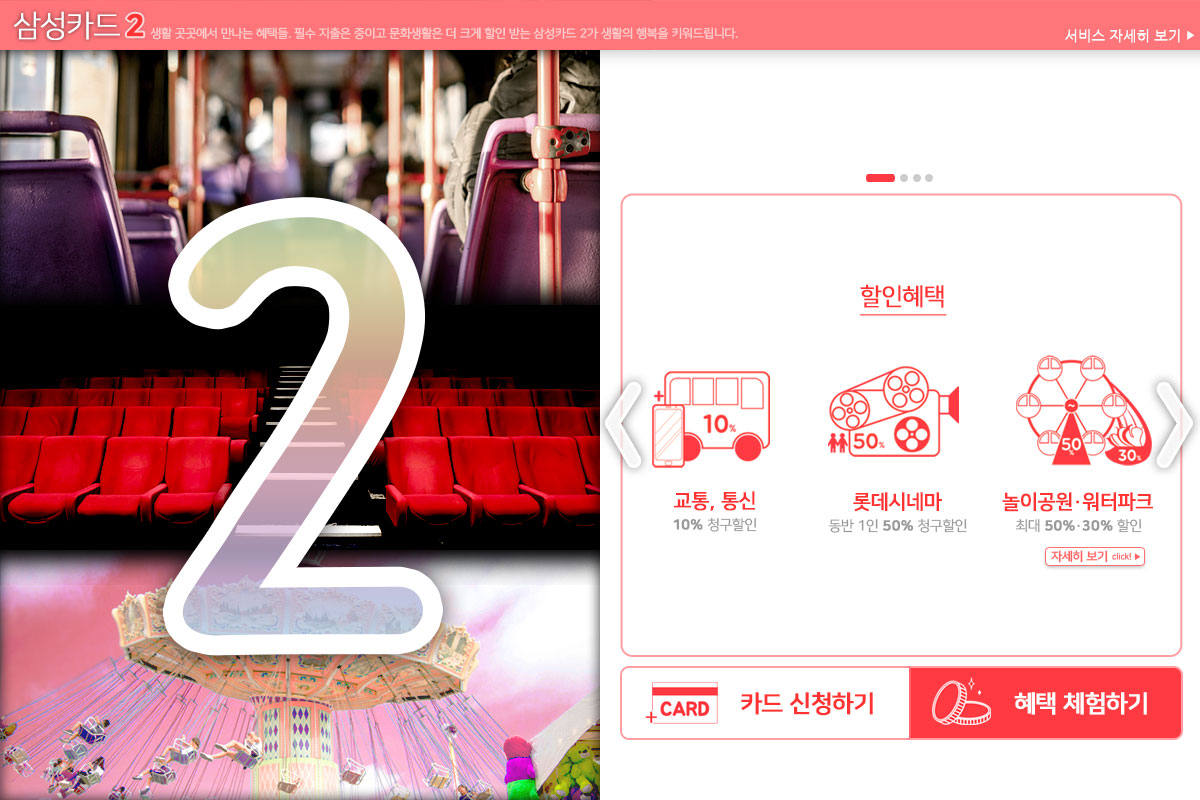 삼성카드 2 생활 곳곳에서 만나는 혜택들. 필수 지출은 줄이고 문화생활은 더 크게 할인 받는 삼성카드 2가 생활의 행복을 키워드립니다.
서비스 자세히 보기
2
할인혜택
10%
50%
50%
30%
교통, 통신
10% 청구할인
롯데시네마
동반 1인 50% 청구할인
놀이공원·워터파크
최대 50%·30% 할인
자세히 보기 click!
+CARD 카드 신청하기
혜택 체험하기